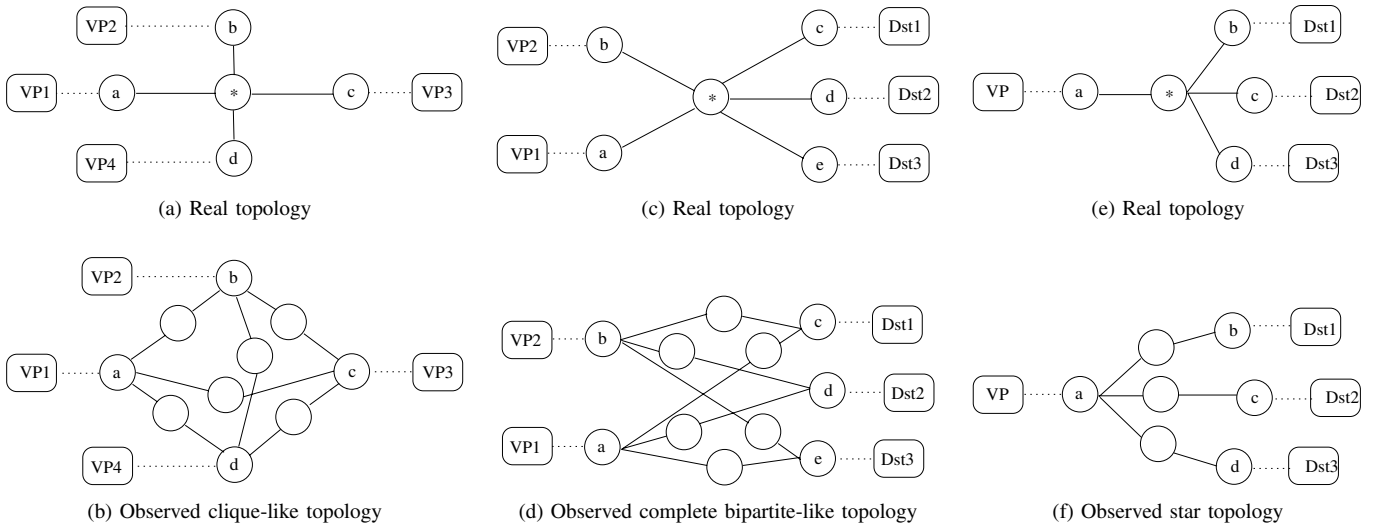 VP2
b
VP1
a
*
c
VP3
VP4
d
(a) Real topology
VP2
b
c
Dst1
*
d
Dst2
VP1
a
e
Dst3
(c) Real topology
b
Dst1
VP
a
*
c
Dst2
d
Dst3
(e) Real topology
VP2
b
VP1
a
c
VP3
VP4
d
(b) Observed clique-like topology
VP2
b
c
Dst1
d
Dst2
VP1
a
e
Dst3
(d) Observed complete bipartite-like topology
b
Dst1
VP
a
c
Dst2
d
Dst3
(f) Observed star topology